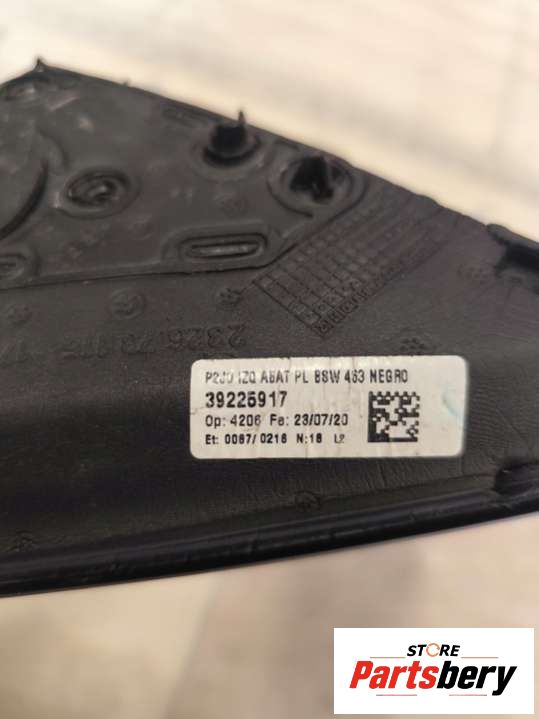 IZQ ABAT PL BSW 463 NEGRO
39225917
Op: 4206 Fe: 23/07/20
Et: 0087/0216 N:18 L2
STORE
Partsbery